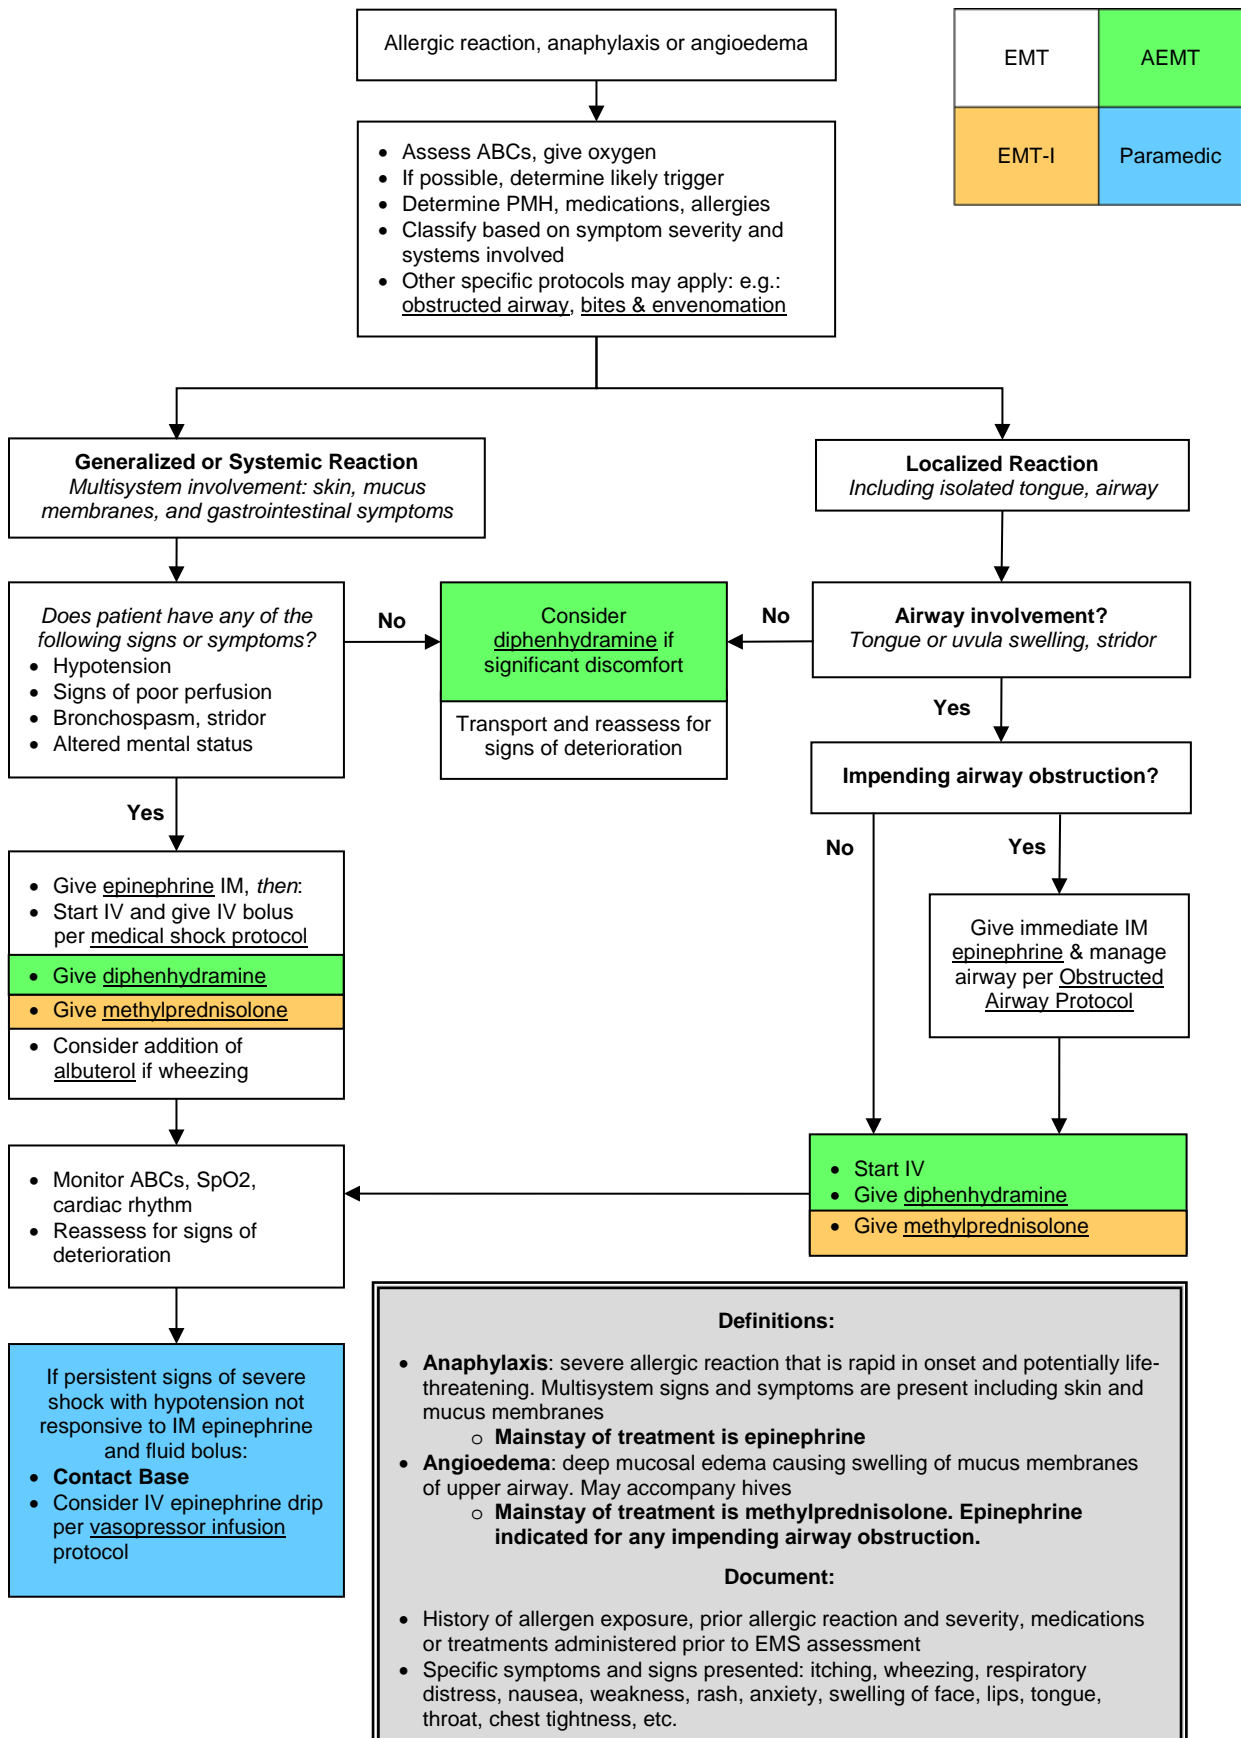 Allergic reaction, anaphylaxis or angioedema
EMT
AEMT
EMT-I
Paramedic
• Assess ABCs, give oxygen
• If possible, determine likely trigger
• Determine PMH, medications, allergies
• Classify based on symptom severity and
systems involved
• Other specific protocols may apply: e.g.:
obstructed airway, bites & envenomation
Generalized or Systemic Reaction
Multisystem involvement: skin, mucus
membranes, and gastrointestinal symptoms
Localized Reaction
Including isolated tongue, airway
Does patient have any of the
following signs or symptoms?
• Hypotension
• Signs of poor perfusion
• Bronchospasm, stridor
• Altered mental status
No
Consider
diphenhydramine if
significant discomfort
Transport and reassess for
signs of deterioration
No
Airway involvement?
Tongue or uvula swelling, stridor
Yes
Impending airway obstruction?
Yes
No
Yes
• Give epinephrine IM, then:
• Start IV and give IV bolus
per medical shock protocol
• Give diphenhydramine
• Give methylprednisolone
• Consider addition of
albuterol if wheezing
Give immediate IM
epinephrine & manage
airway per Obstructed
Airway Protocol
• Monitor ABCs, SpO2,
cardiac rhythm
• Reassess for signs of
deterioration
• Start IV
• Give diphenhydramine
• Give methylprednisolone
If persistent signs of severe
shock with hypotension not
responsive to IM epinephrine
and fluid bolus:
• Contact Base
• Consider IV epinephrine drip
per vasopressor infusion
protocol
Definitions:
• Anaphylaxis: severe allergic reaction that is rapid in onset and potentially life-
threatening. Multisystem signs and symptoms are present including skin and
mucus membranes
o Mainstay of treatment is epinephrine
• Angioedema: deep mucosal edema causing swelling of mucus membranes
of upper airway. May accompany hives
o Mainstay of treatment is methylprednisolone. Epinephrine
indicated for any impending airway obstruction.
Document:
• History of allergen exposure, prior allergic reaction and severity, medications
or treatments administered prior to EMS assessment
• Specific symptoms and signs presented: itching, wheezing, respiratory
distress, nausea, weakness, rash, anxiety, swelling of face, lips, tongue,
throat, chest tightness, etc.